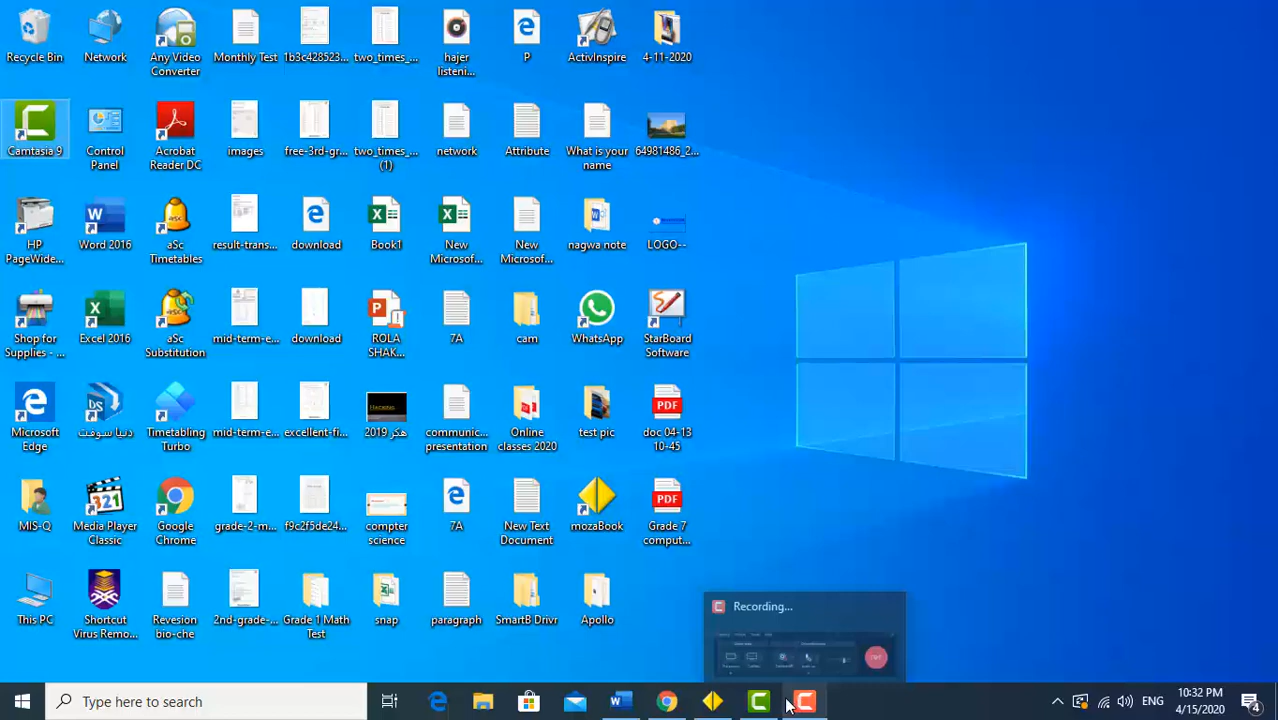 Recycle Bin
Network
Any Video
Converter
Monthly Test
1b3c428523...
two_times_...
hajer
listeni...
P
ActivInspire
4-11-2020
Camtasia 9
Control
Panel
Acrobat
Reader DC
images
free-3rd-gr...
two_times_...
(1)
network
Attribute
What is your
name
64981486_2...
HP
PageWide...
Word 2016
aSc
Timetables
result-trans...
download
Book1
New
Microsof...
New
Microsof...
nagwa note
LOGO--
Shop for
Supplies - ...
Excel 2016
aSc
Substitution
mid-term-e...
download
ROLA
SHAK...
7A
cam
WhatsApp
StarBoard
Software
Microsoft
Edge
دنيا سوفيت
Timetabling
Turbo
mid-term-e...
excellent-fi...
هكر 2019
communic...
presentation
Online
classes 2020
test pic
doc 04-13
10-45
MIS-Q
Media Player
Classic
Google
Chrome
grade-2-m...
f9c2f5de24...
compter
science
7A
New Text
Document
mozaBook
Grade 7
comput...
This PC
Shortcut
Virus Remo...
Revesion
bio-che
2nd-grade-...
Grade 1 Math
Test
snap
paragraph
SmartB Drivr
Apollo
Recording...
rec
Type here to search
ENG
10:32 PM
4/15/2020
4